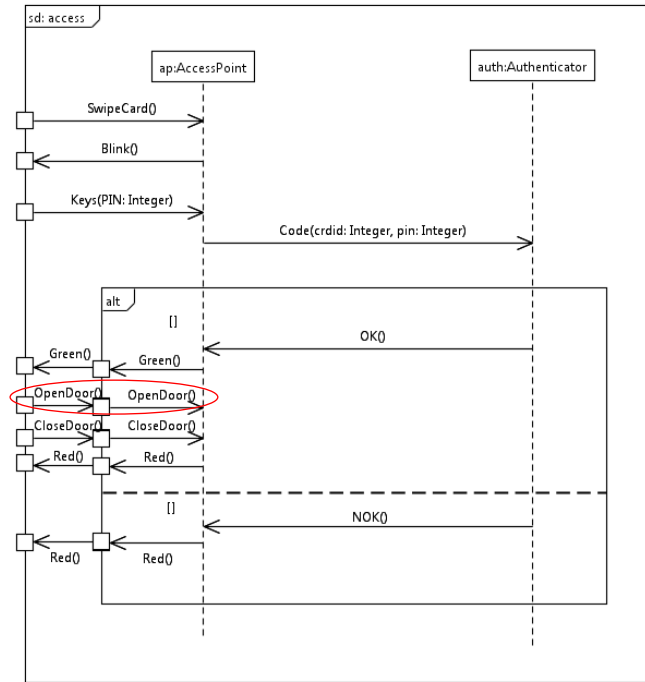 sd: access
ap:AccessPoint
auth:Authenticator
SwipeCard()
Blink()
Keys(PIN: Integer)
Code(crdid: Integer, pin: Integer)
alt
[]
OK()
Green()
Green()
OpenDoor()
OpenDoor()
CloseDoor()
CloseDoor()
Red()
Red()
[]
NOK()
Red()
Red()